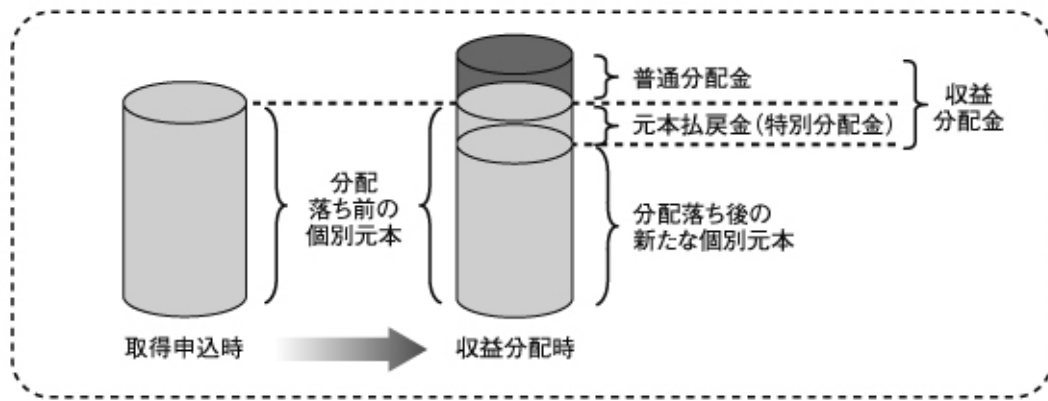 普通分配金
収益
分配金
元本払戻金（特別分配金）
分配
落ち前の
個別元本
分配落ち後の
新たな個別元本
取得申込時
収益分配時